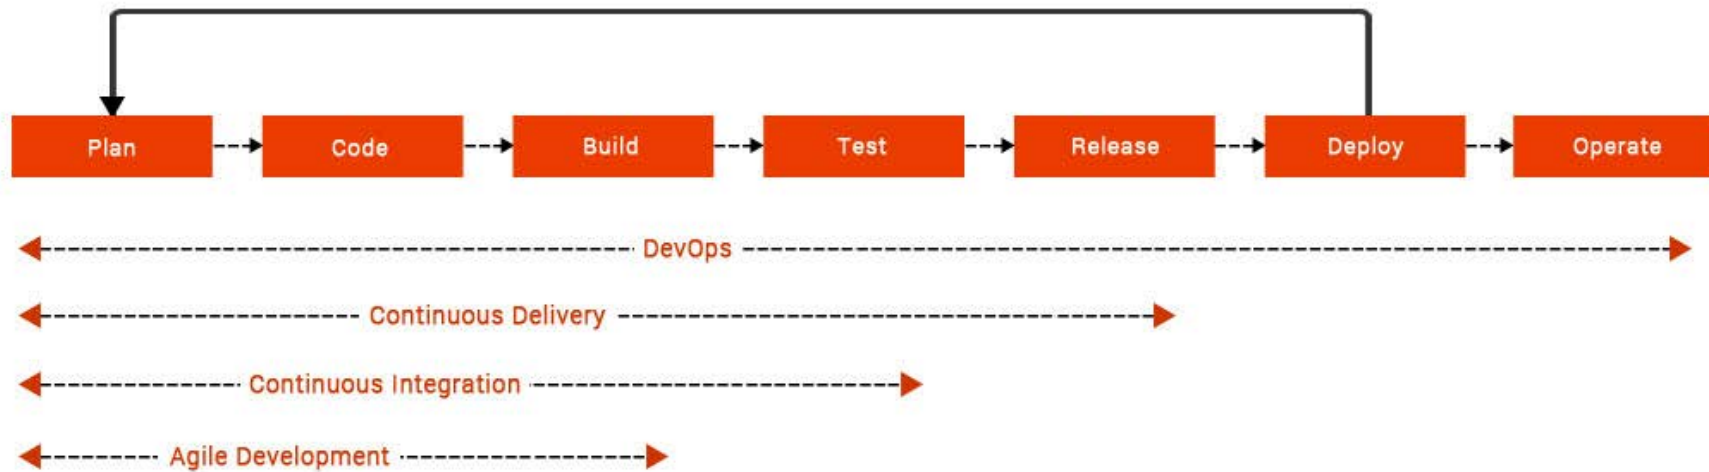 Plan
Code
Build
Test
Release
Deploy
Operate
DevOps
Continuous Delivery
Continuous Integration
Agile Development